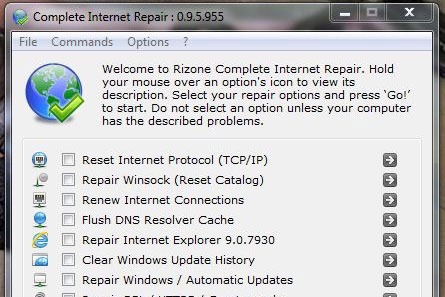 Complete Internet Repair : 0.9.5.955
File Commands Options ?
Welcome to Rizone Complete Internet Repair. Hold
your mouse over an option's icon to view its
description. Select your repair options and press 'Go!'
to start. Do not select an option unless your computer
has the described problems.
Reset Internet Protocol (TCP/IP)
Repair Winsock (Reset Catalog)
Renew Internet Connections
Flush DNS Resolver Cache
Repair Internet Explorer 9.0.7930
Clear Windows Update History
Repair Windows / Automatic Updates